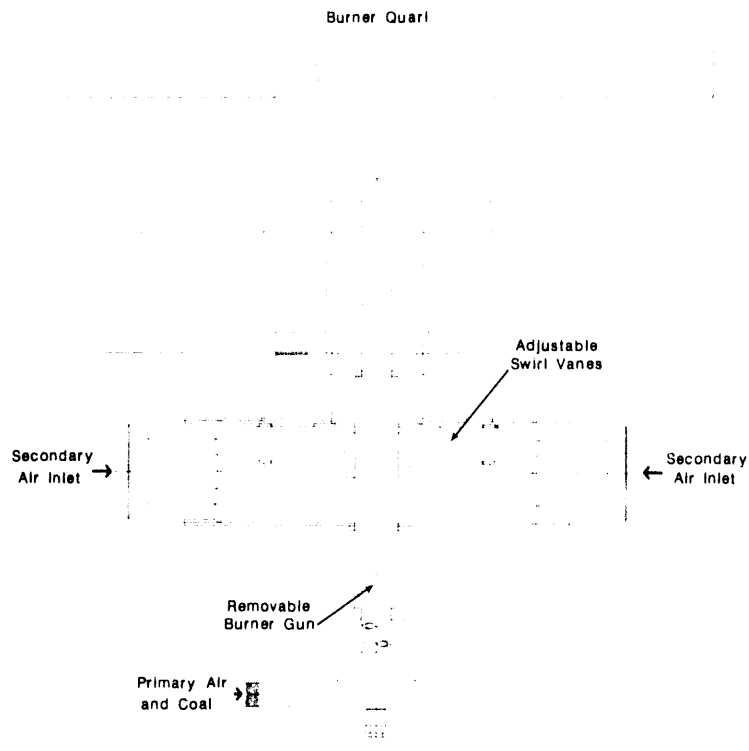 Burner Quarl
Adjustable
Swirl Vanes
Secondary
Air Inlet
Secondary
Air Inlet
Removable
Burner Gun
Primary Air
and Coal